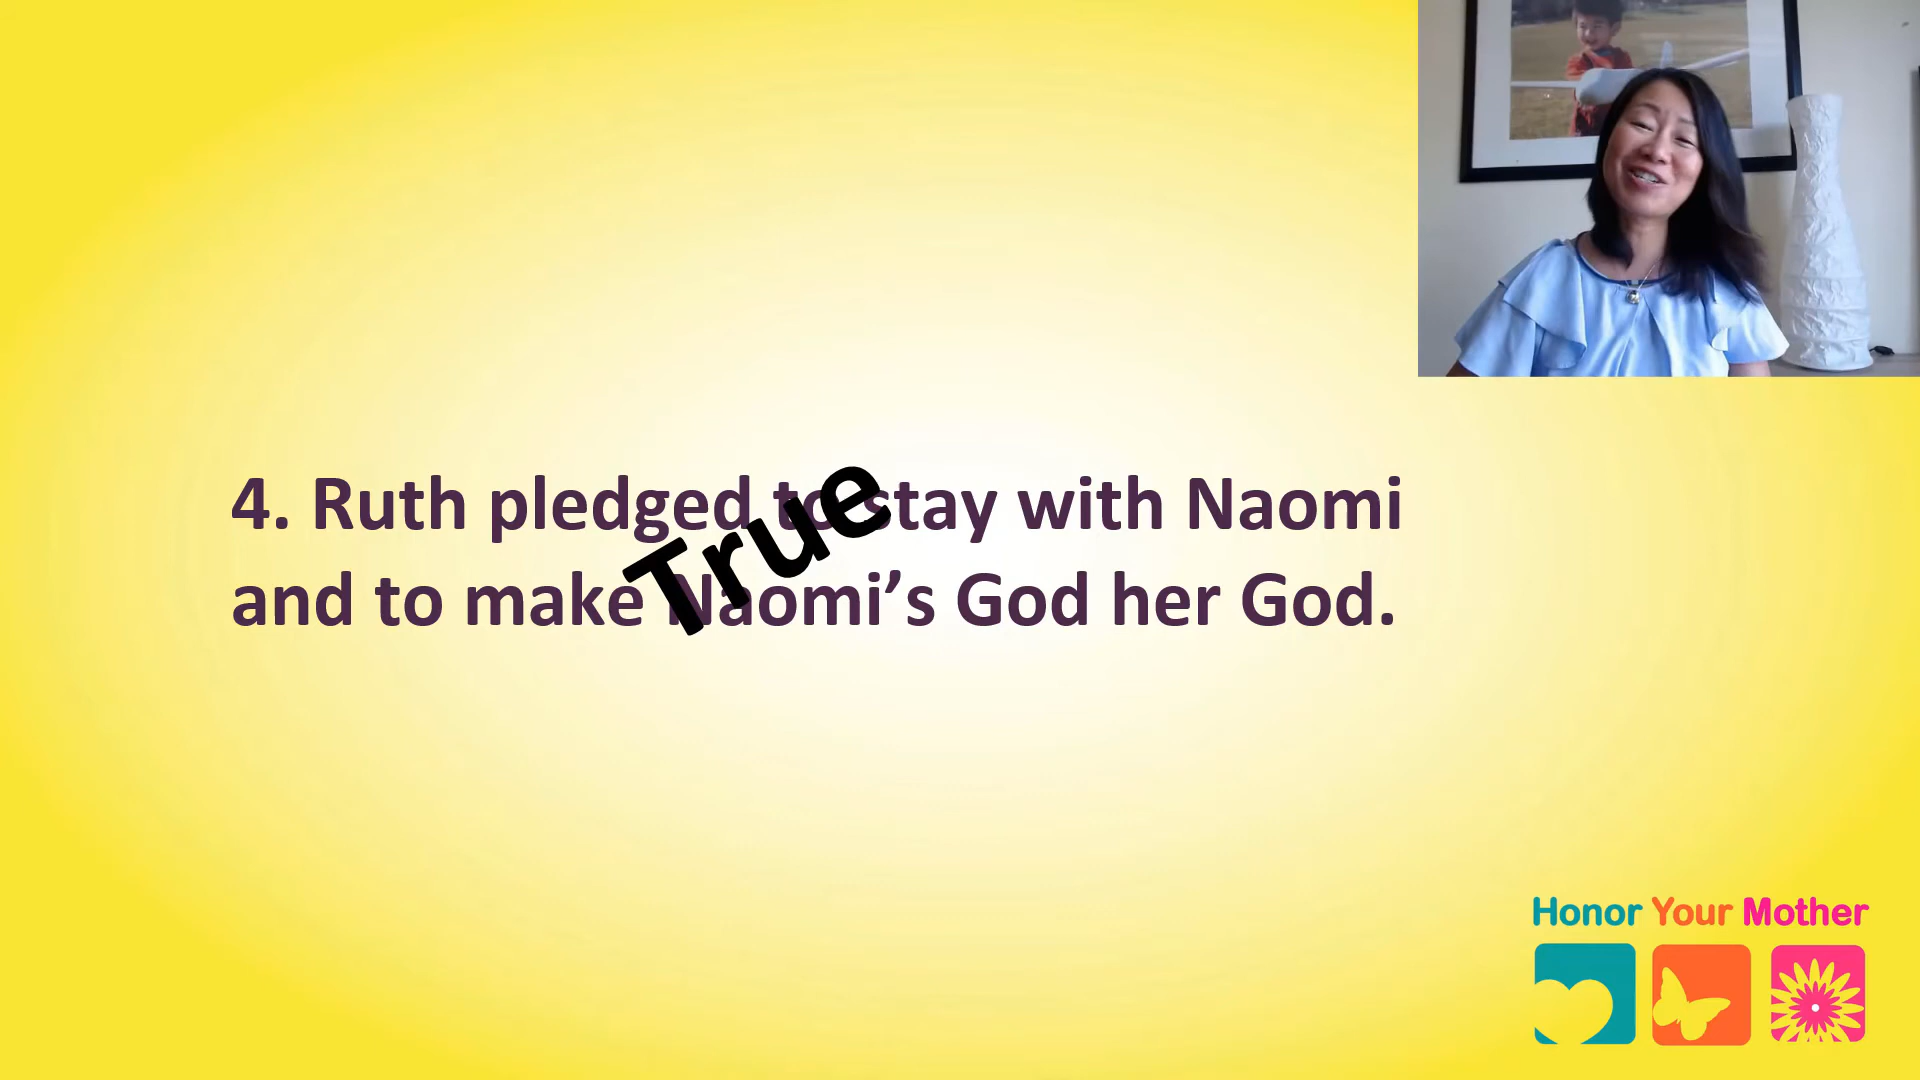 4. Ruth pledged to stay with Naomi
and to make Naomi’s God her God.
True
Honor Your Mother